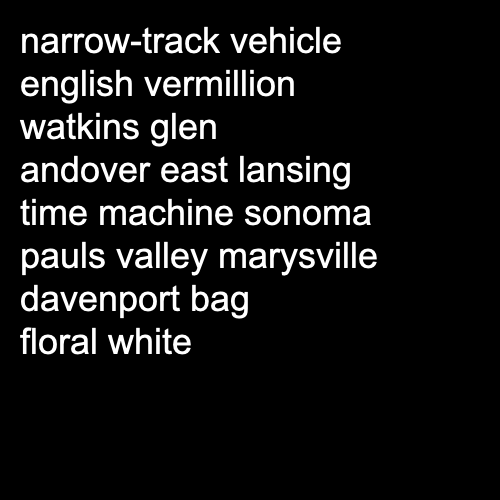 narrow-track vehicle
english vermillion
watkins glen
andover east lansing
time machine sonoma
pauls valley marysville
davenport bag
floral white